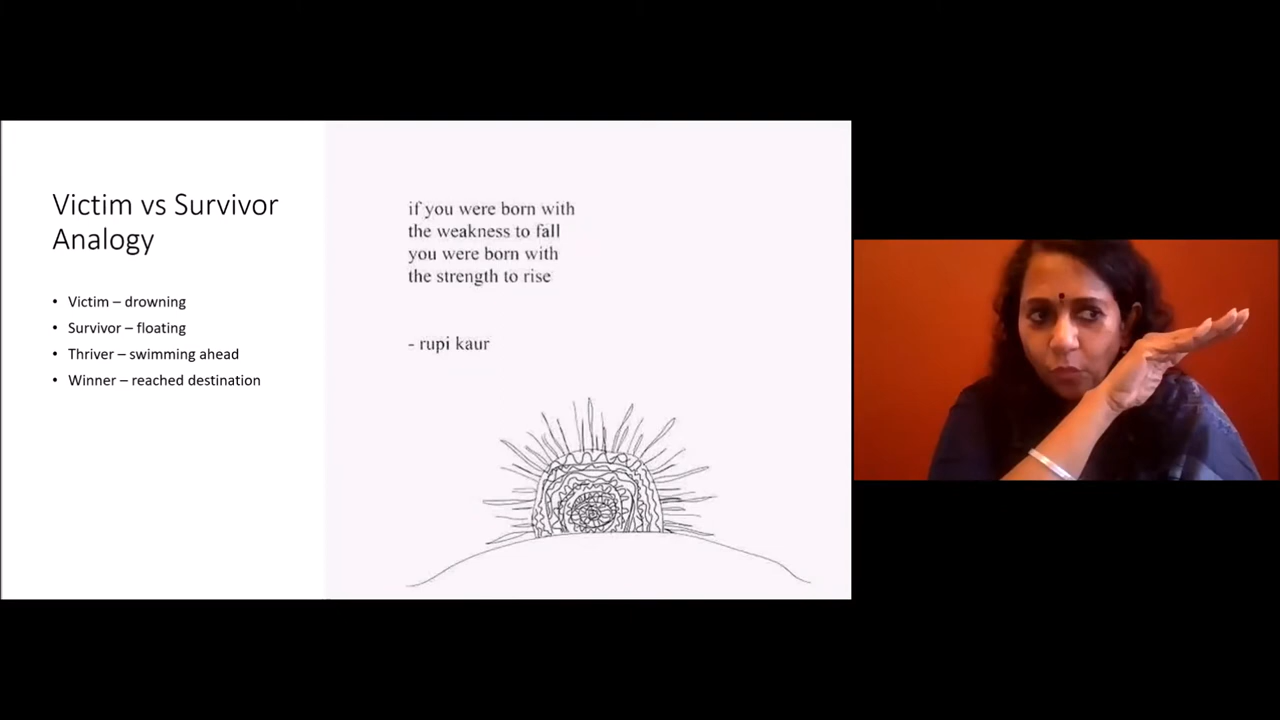 Victim vs Survivor
Analogy
• Victim – drowning
• Survivor – floating
• Thriver – swimming ahead
• Winner – reached destination
if you were born with
the weakness to fall
you were born with
the strength to rise
- rupi kaur